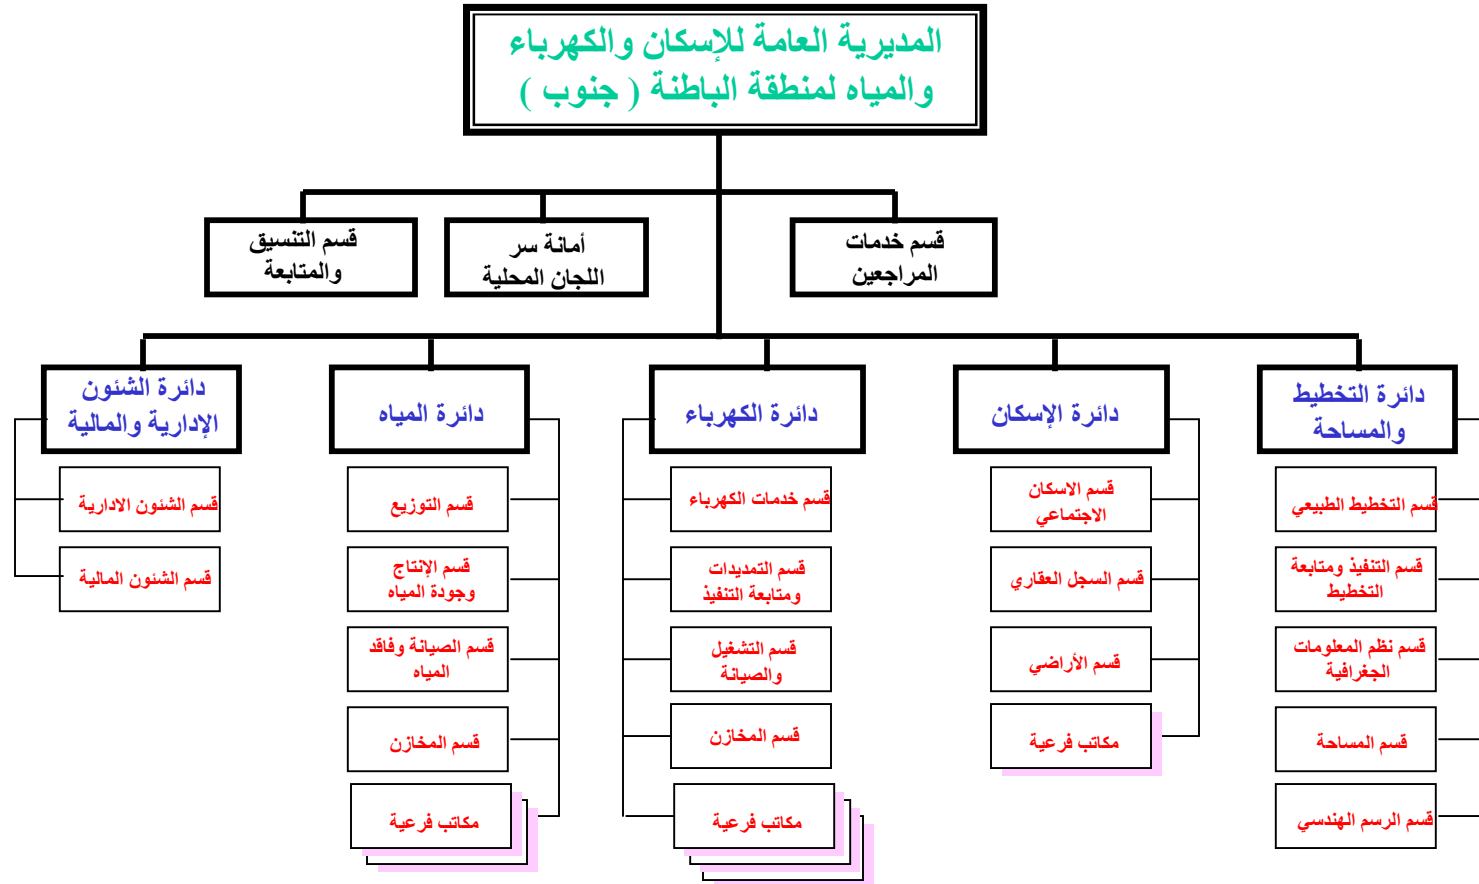 المديرية العامة للإسكان والكهرباء
والمياه لمنطقة الباطنة ( جنوب )
قسم خدمات
المراجعين
أمانة سر
اللجان المحلية
قسم التنسيق
والمتابعة
دائرة التخطيط
والمساحة
دائرة الإسكان
دائرة الكهرباء
دائرة المياه
دائرة الشئون
الإدارية والمالية
قسم التخطيط الطبيعي
قسم التنفيذ ومتابعة
التخطيط
قسم نظم المعلومات
الجغرافية
قسم المساحة
قسم الرسم الهندسي
قسم الاسكان
الاجتماعي
قسم السجل العقاري
قسم الأراضي
مكاتب فرعية
قسم خدمات الكهرباء
قسم التمديدات
ومتابعة التنفيذ
قسم التشغيل
والصيانة
قسم المخازن
مكاتب فرعية
قسم التوزيع
قسم الإنتاج
وجودة المياه
قسم الصيانة وفاقد
المياه
قسم المخازن
مكاتب فرعية
قسم الشئون الادارية
قسم الشئون المالية